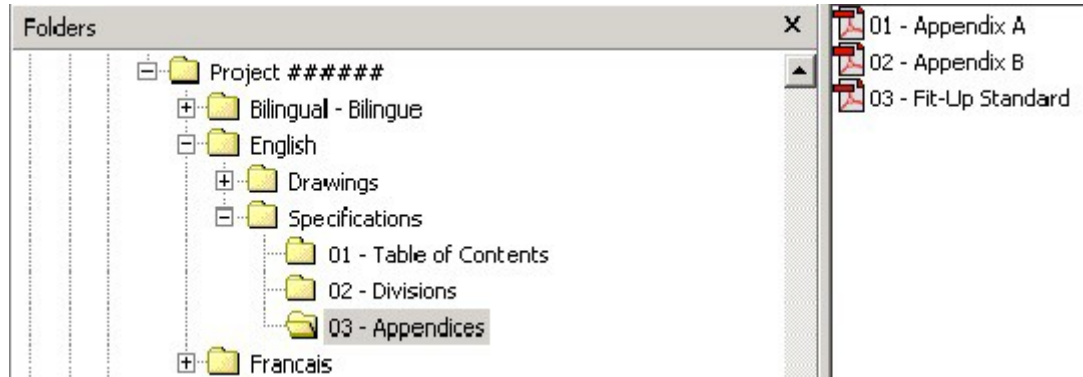 Folders
Project ######
Bilingual - Bilingue
English
Drawings
Specifications
01 - Table of Contents
02 - Divisions
03 - Appendices
Francais
01 - Appendix A
02 - Appendix B
03 - Fit-Up Standard